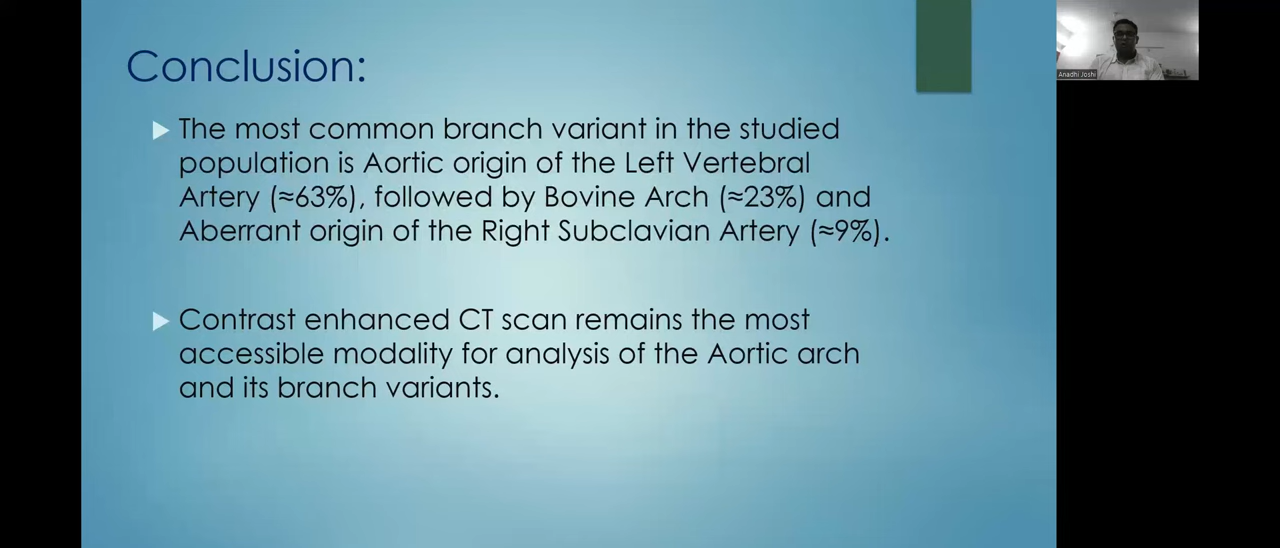 Conclusion:
The most common branch variant in the studied
population is Aortic origin of the Left Vertebral
Artery (≈63%), followed by Bovine Arch (≈23%) and
Aberrant origin of the Right Subclavian Artery (≈9%).
Contrast enhanced CT scan remains the most
accessible modality for analysis of the Aortic arch
and its branch variants.
Anadhi Joshi